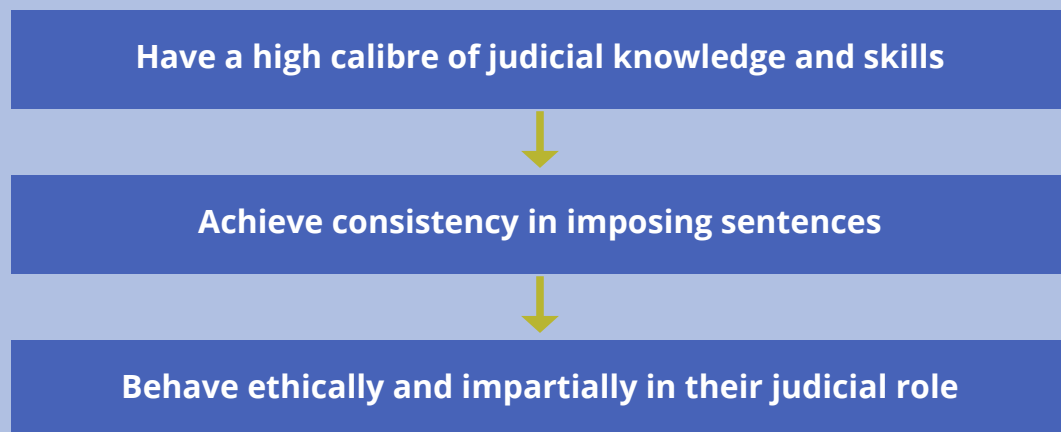 Have a high calibre of judicial knowledge and skills
Achieve consistency in imposing sentences
Behave ethically and impartially in their judicial role